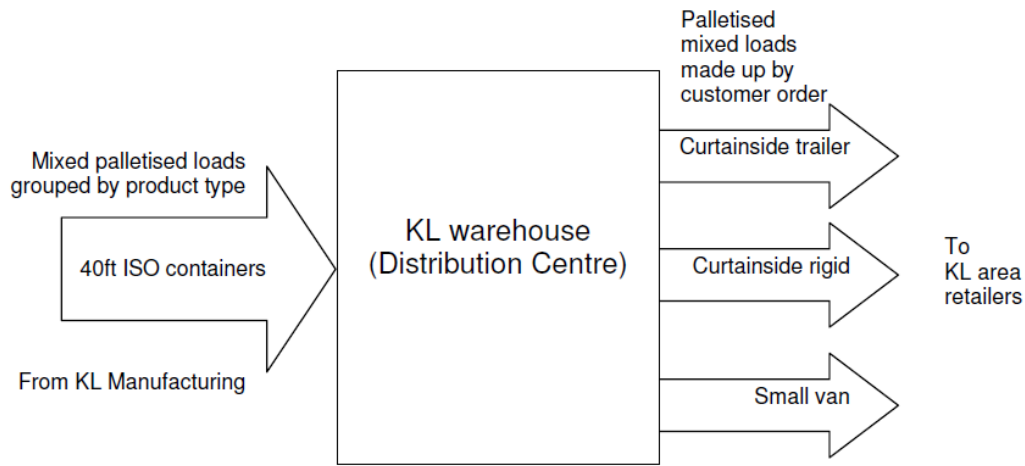 Mixed palletised loads
grouped by product type
40ft ISO containers
From KL Manufacturing
KL warehouse
(Distribution Centre)
Palletised
mixed loads
made up by
customer order
Curtainside trailer
Curtainside rigid
Small van
To
KL area
retailers